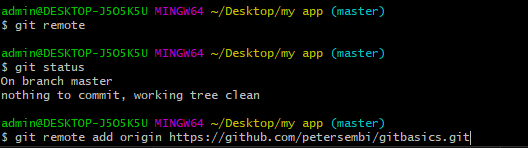 admin@DESKTOP-J5O5K5U MINGW64 ~/Desktop/my app (master)
$ git remote
admin@DESKTOP-J5O5K5U MINGW64 ~/Desktop/my app (master)
$ git status
On branch master
nothing to commit, working tree clean
admin@DESKTOP-J5O5K5U MINGW64 ~/Desktop/my app (master)
$ git remote add origin https://github.com/petersembi/gitbasics.git